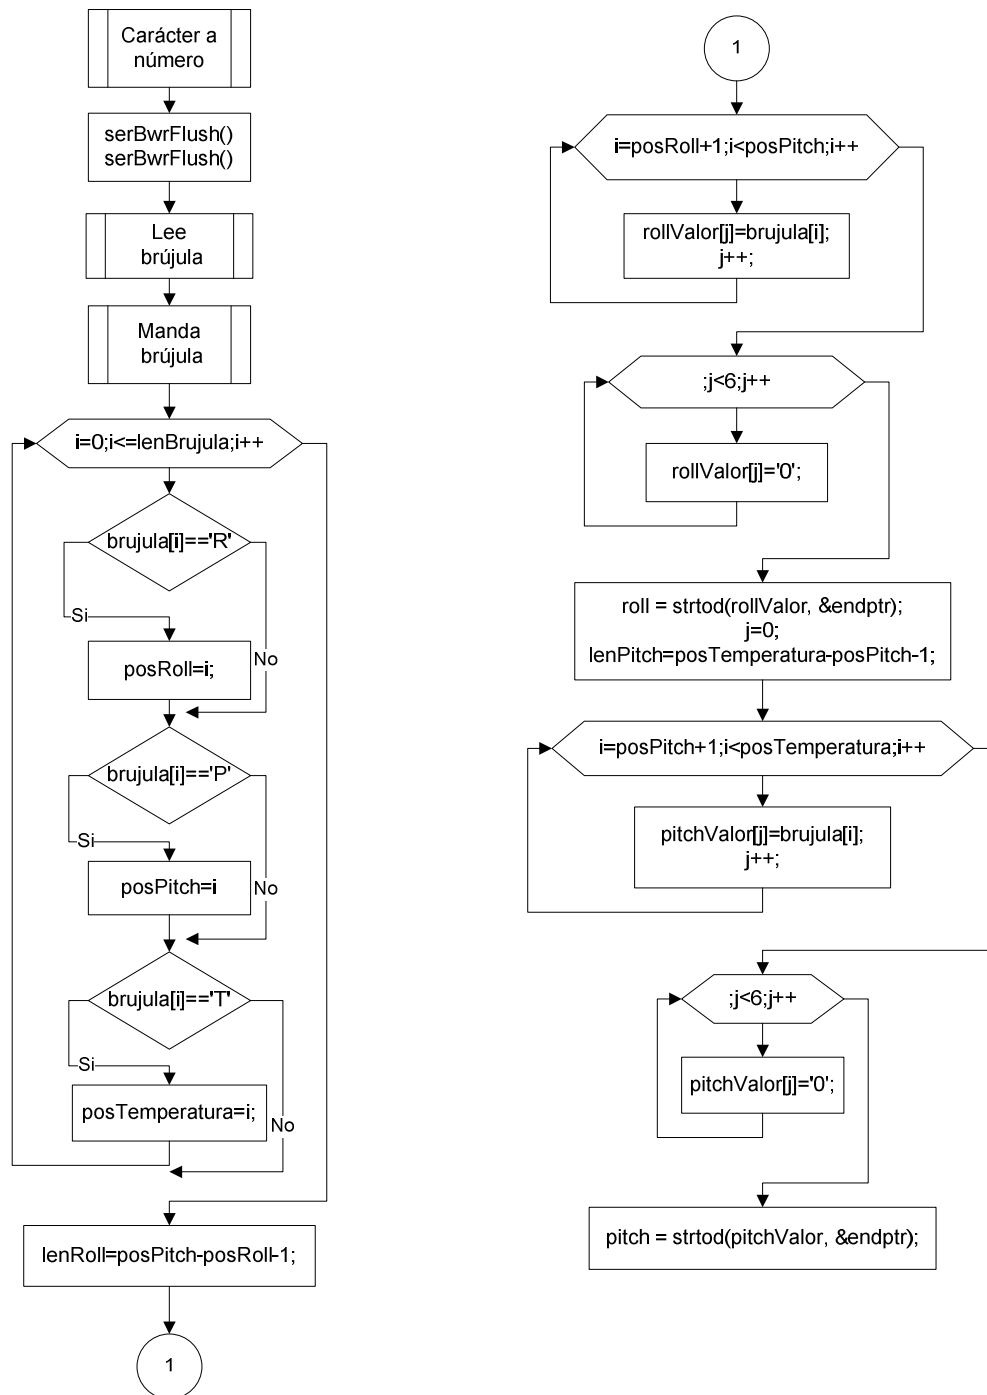 Carácter a
número
serBwrFlush()
serBwrFlush()
Lee
brújula
Manda
brújula
i=0;i<=lenBrujula;i++
brujula[i]=='R'
Si
No
posRoll=i;
brujula[i]=='P'
Si
No
posPitch=i
brujula[i]=='T'
Si
No
posTemperatura=i;
lenRoll=posPitch-posRoll-1;
1
1
i=posRoll+1;i<posPitch;i++
rollValor[j]=brujula[i];
j++;
;j<6;j++
rollValor[j]='0';
roll = strtod(rollValor, &endptr);
j=0;
lenPitch=posTemperatura-posPitch-1;
i=posPitch+1;i<posTemperatura;i++
pitchValor[j]=brujula[i];
j++;
;j<6;j++
pitchValor[j]='0';
pitch = strtod(pitchValor, &endptr);